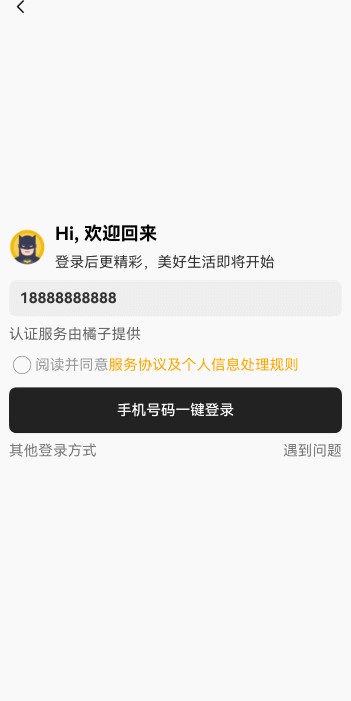 Hi, 欢迎回来
登录后更精彩，美好生活即将开始
18888888888
认证服务由橘子提供
阅读并同意服务协议及个人信息处理规则
手机号码一键登录
其他登录方式 遇到问题